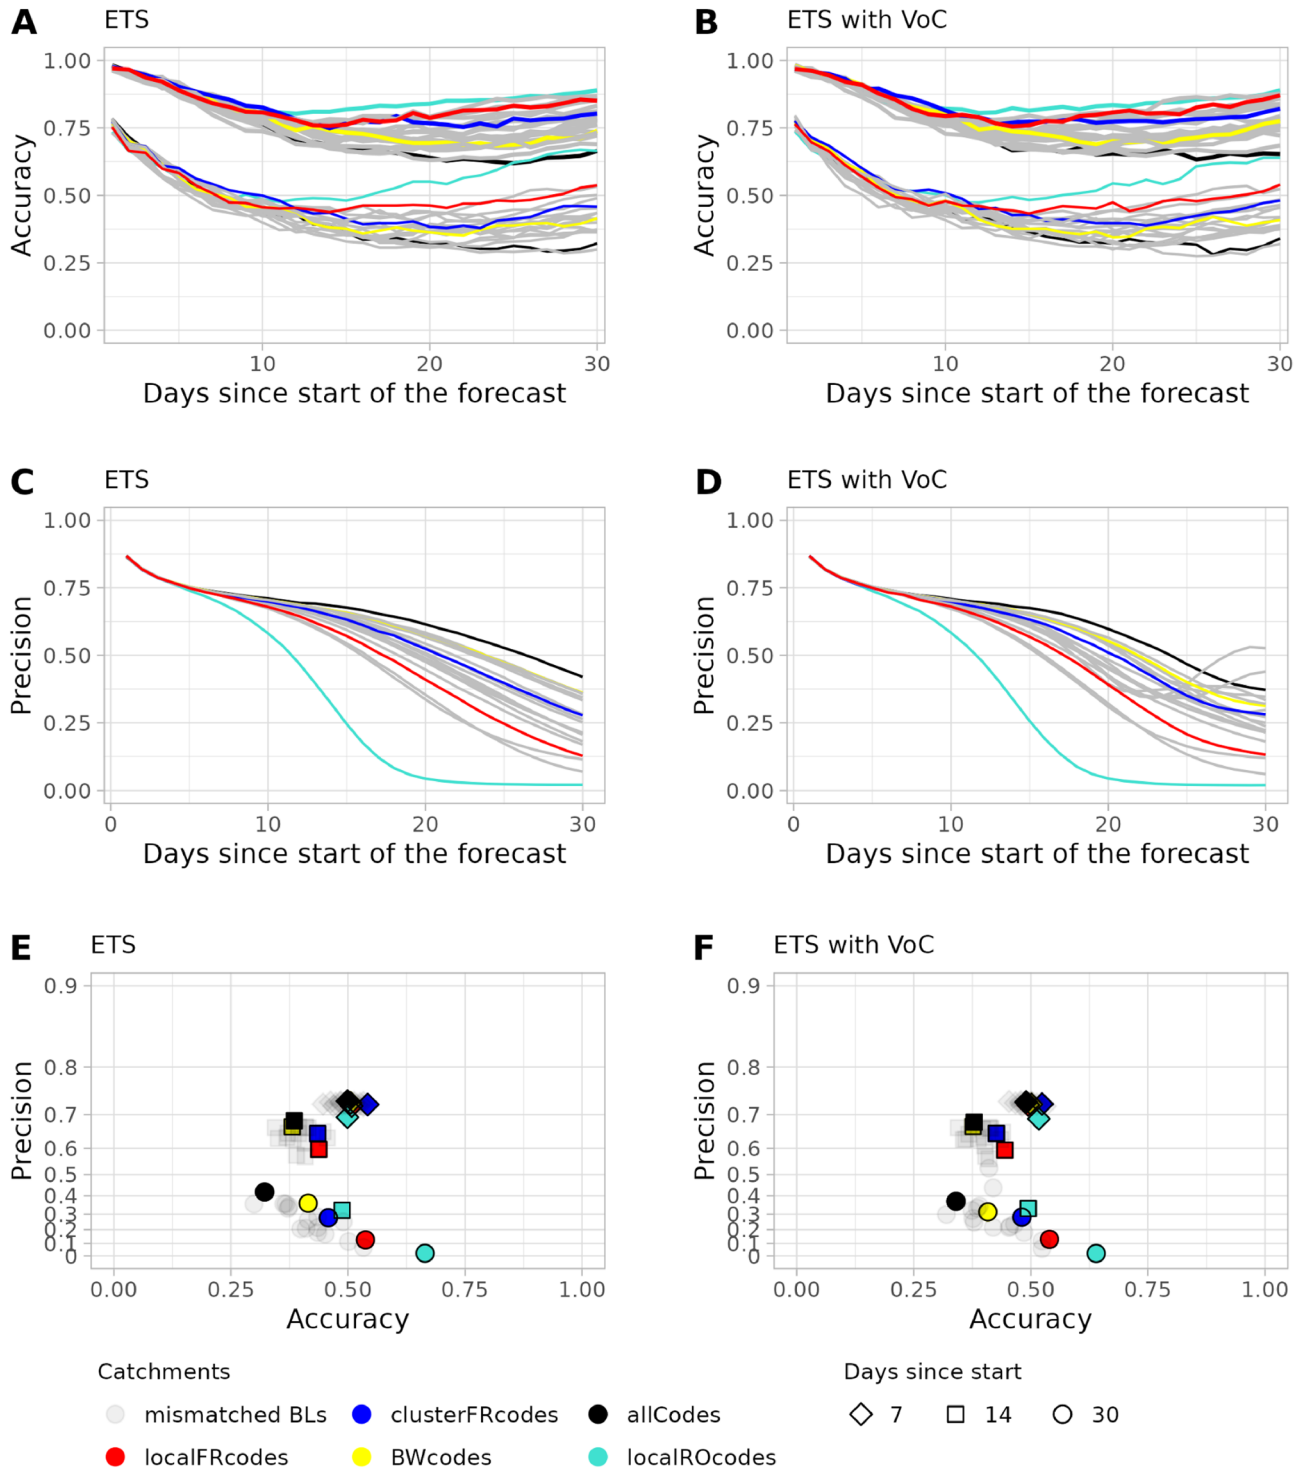 A ETS
B ETS with VoC
1.00
0.75
0.50
0.25
0.00
Accuracy
10 20 30
Days since start of the forecast
1.00
0.75
0.50
0.25
0.00
Accuracy
10 20 30
Days since start of the forecast
C ETS
D ETS with VoC
1.00
0.75
0.50
0.25
0.00
Precision
0 10 20 30
Days since start of the forecast
1.00
0.75
0.50
0.25
0.00
Precision
0 10 20 30
Days since start of the forecast
E ETS
F ETS with VoC
0.9
0.8
0.7
0.6
0.5
0.4
0.3
0.2
0.1
0
Precision
0.00 0.25 0.50 0.75 1.00
Accuracy
0.9
0.8
0.7
0.6
0.5
0.4
0.3
0.2
0.1
0
Precision
0.00 0.25 0.50 0.75 1.00
Accuracy
Catchments
mismatched BLs clusterFRcodes allCodes
localFRcodes BWcodes localROcodes
Days since start
7 14 30